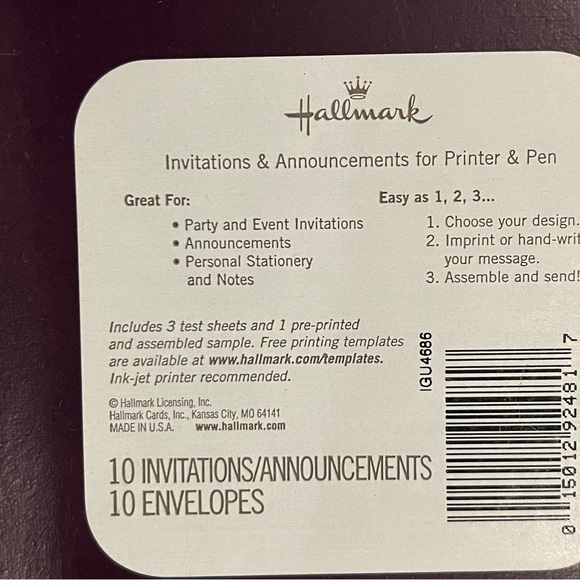 Hallmark
Invitations & Announcements for Printer & Pen
Great For:
• Party and Event Invitations
• Announcements
• Personal Stationery
and Notes
Easy as 1, 2, 3...
1. Choose your design.
2. Imprint or hand-writ
your message.
3. Assemble and send!
Includes 3 test sheets and 1 pre-printed
and assembled sample. Free printing templates
are available at www.hallmark.com/templates.
Ink-jet printer recommended.
© Hallmark Licensing, Inc.
Hallmark Cards, Inc., Kansas City, MO 64141
MADE IN U.S.A. www.hallmark.com
10 INVITATIONS/ANNOUNCEMENTS
10 ENVELOPES
IGU4686
0 15012 92481 7